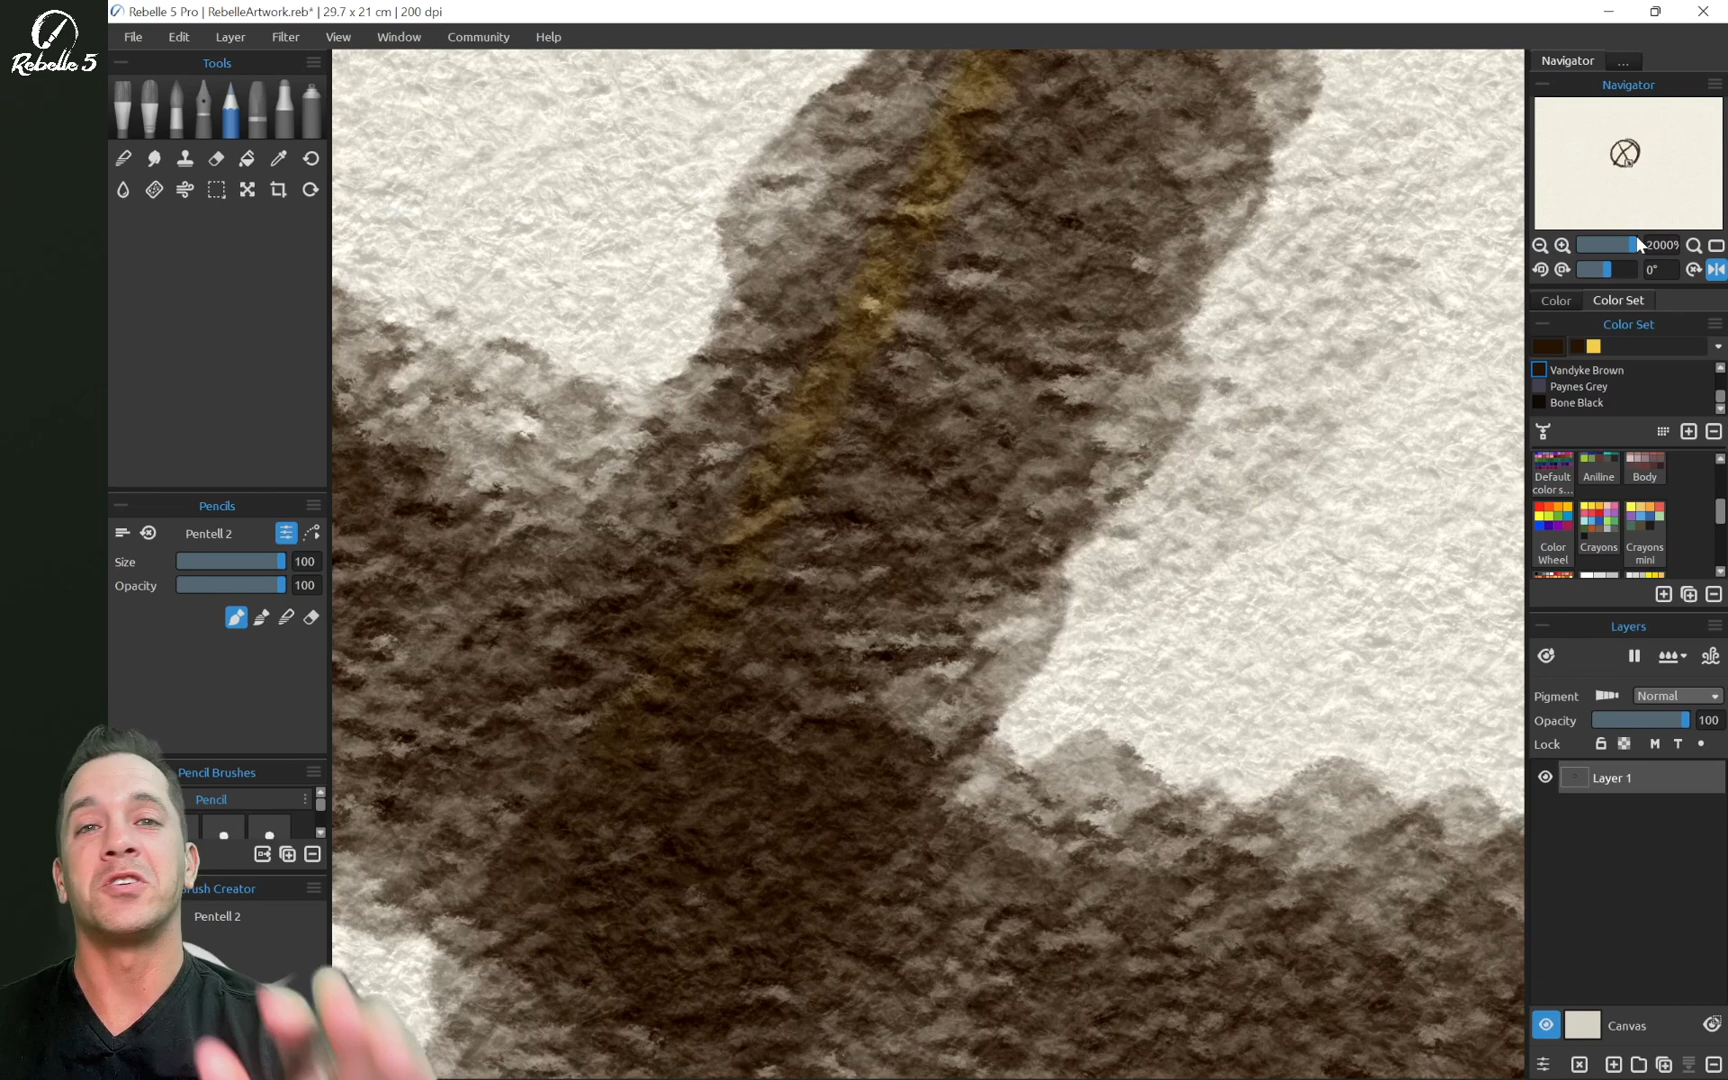 Rebelle 5
Rebelle 5 Pro | RebelleArtwork.reb* | 29.7 x 21 cm | 200 dpi
File Edit Layer Filter View Window Community Help
Tools
Pencils
Pentell 2
Size 100
Opacity 100
Pencil Brushes
Pencil
rush Creator
Pentell 2
Navigator ...
Navigator
2000%
0°
Color Color Set
Color Set
Vandyke Brown
Paynes Grey
Bone Black
Default color s...
Aniline
Body
Color Wheel
Crayons
Crayons mini
Layers
Pigment Normal
Opacity 100
Lock M T
Layer 1
Canvas